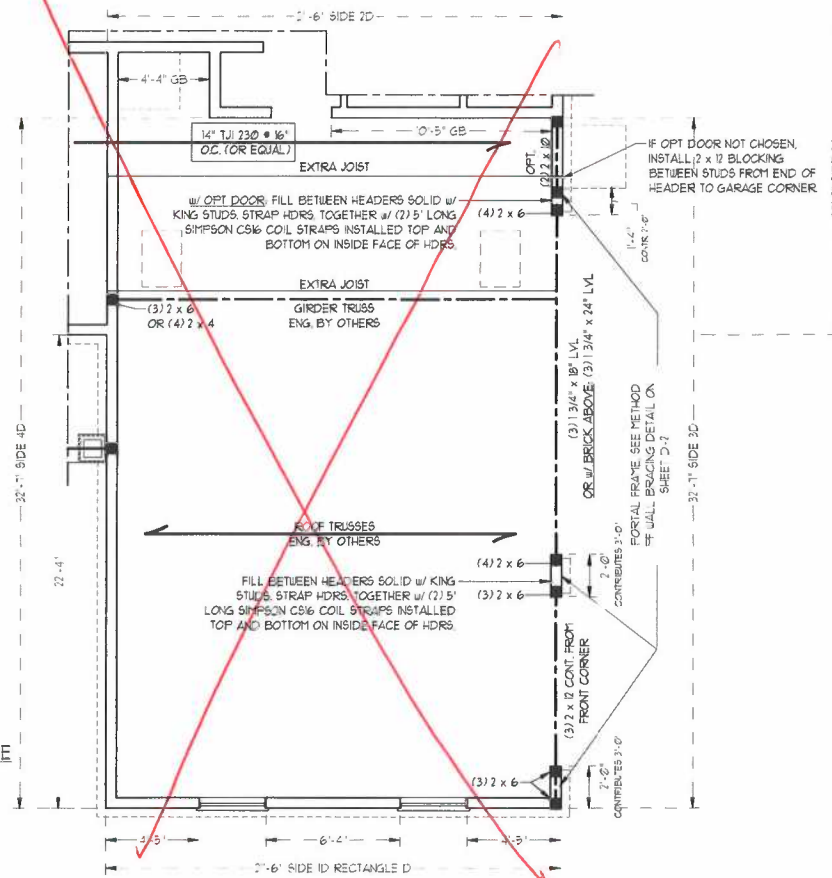 2'-6" SIDE 2D
4'-4" GB
14" TJI 230 @ 16"
O.C. (OR EQUAL)
EXTRA JOIST
'0'-5" GB
OPT.
(2) 2 x 10
IF OPT DOOR NOT CHOSEN,
INSTALL 2 x 12 BLOCKING
BETWEEN STUDS FROM END OF
HEADER TO GARAGE CORNER
w/ OPT DOOR: FILL BETWEEN HEADERS SOLID w/
KING STUDS. STRAP HDRS. TOGETHER w/ (2) 5' LONG
SIMPSON CS16 COIL STRAPS INSTALLED TOP AND
BOTTOM ON INSIDE FACE OF HDRS.
(4) 2 x 6
1'-4"
EXTRA JOIST
GIRDER TRUSS
ENG. BY OTHERS
(3) 2 x 6
OR (4) 2 x 4
(3) 1 3/4" x 18" LVL
OR w/ BRICK ABOVE: (3) 1 3/4" x 24" LVL
PORTAL FRAME. SEE METHOD
PF WALL BRACING DETAIL ON
SHEET D-2
32'-1" SIDE 4D
32'-1" SIDE 3D
22'-4"
ROOF TRUSSES
ENG. BY OTHERS
FILL BETWEEN HEADERS SOLID w/ KING
STUDS. STRAP HDRS. TOGETHER w/ (2) 5'
LONG SIMPSON CS16 COIL STRAPS INSTALLED
TOP AND BOTTOM ON INSIDE FACE OF HDRS.
(4) 2 x 6
(3) 2 x 6
2'-0"
CONTRIBUTES 3'-0"
(3) 2 x 12 CONT. FROM
FRONT CORNER
(3) 2 x 6
2'-0"
CONTRIBUTES 3'-0"
4'-5"
6'-4"
4'-5"
2'-6" SIDE 1D RECTANGLE D